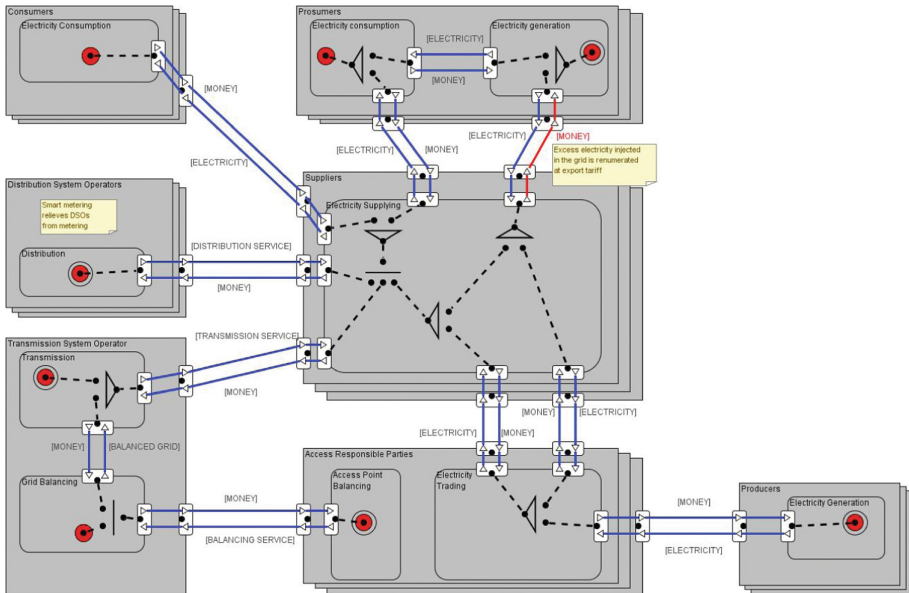 Consumers
Electricity Consumption
Prosumers
Electricity consumption
Electricity generation
[ELECTRICITY]
[MONEY]
[MONEY]
[ELECTRICITY]
[ELECTRICITY]
[MONEY]
[ELECTRICITY]
[MONEY]
Excess electricity injected
in the grid is renumerated
at export tariff
Distribution System Operators
Smart metering
relieves DSOs
from metering
Distribution
[DISTRIBUTION SERVICE]
[MONEY]
Suppliers
Electricity Supplying
Transmission System Operator
Transmission
[TRANSMISSION SERVICE]
[MONEY]
[MONEY]
[BALANCED GRID]
Grid Balancing
[MONEY]
[BALANCING SERVICE]
[ELECTRICITY]
[MONEY]
[MONEY]
[ELECTRICITY]
Access Responsible Parties
Access Point
Balancing
Electricity
Trading
[MONEY]
[ELECTRICITY]
Producers
Electricity Generation